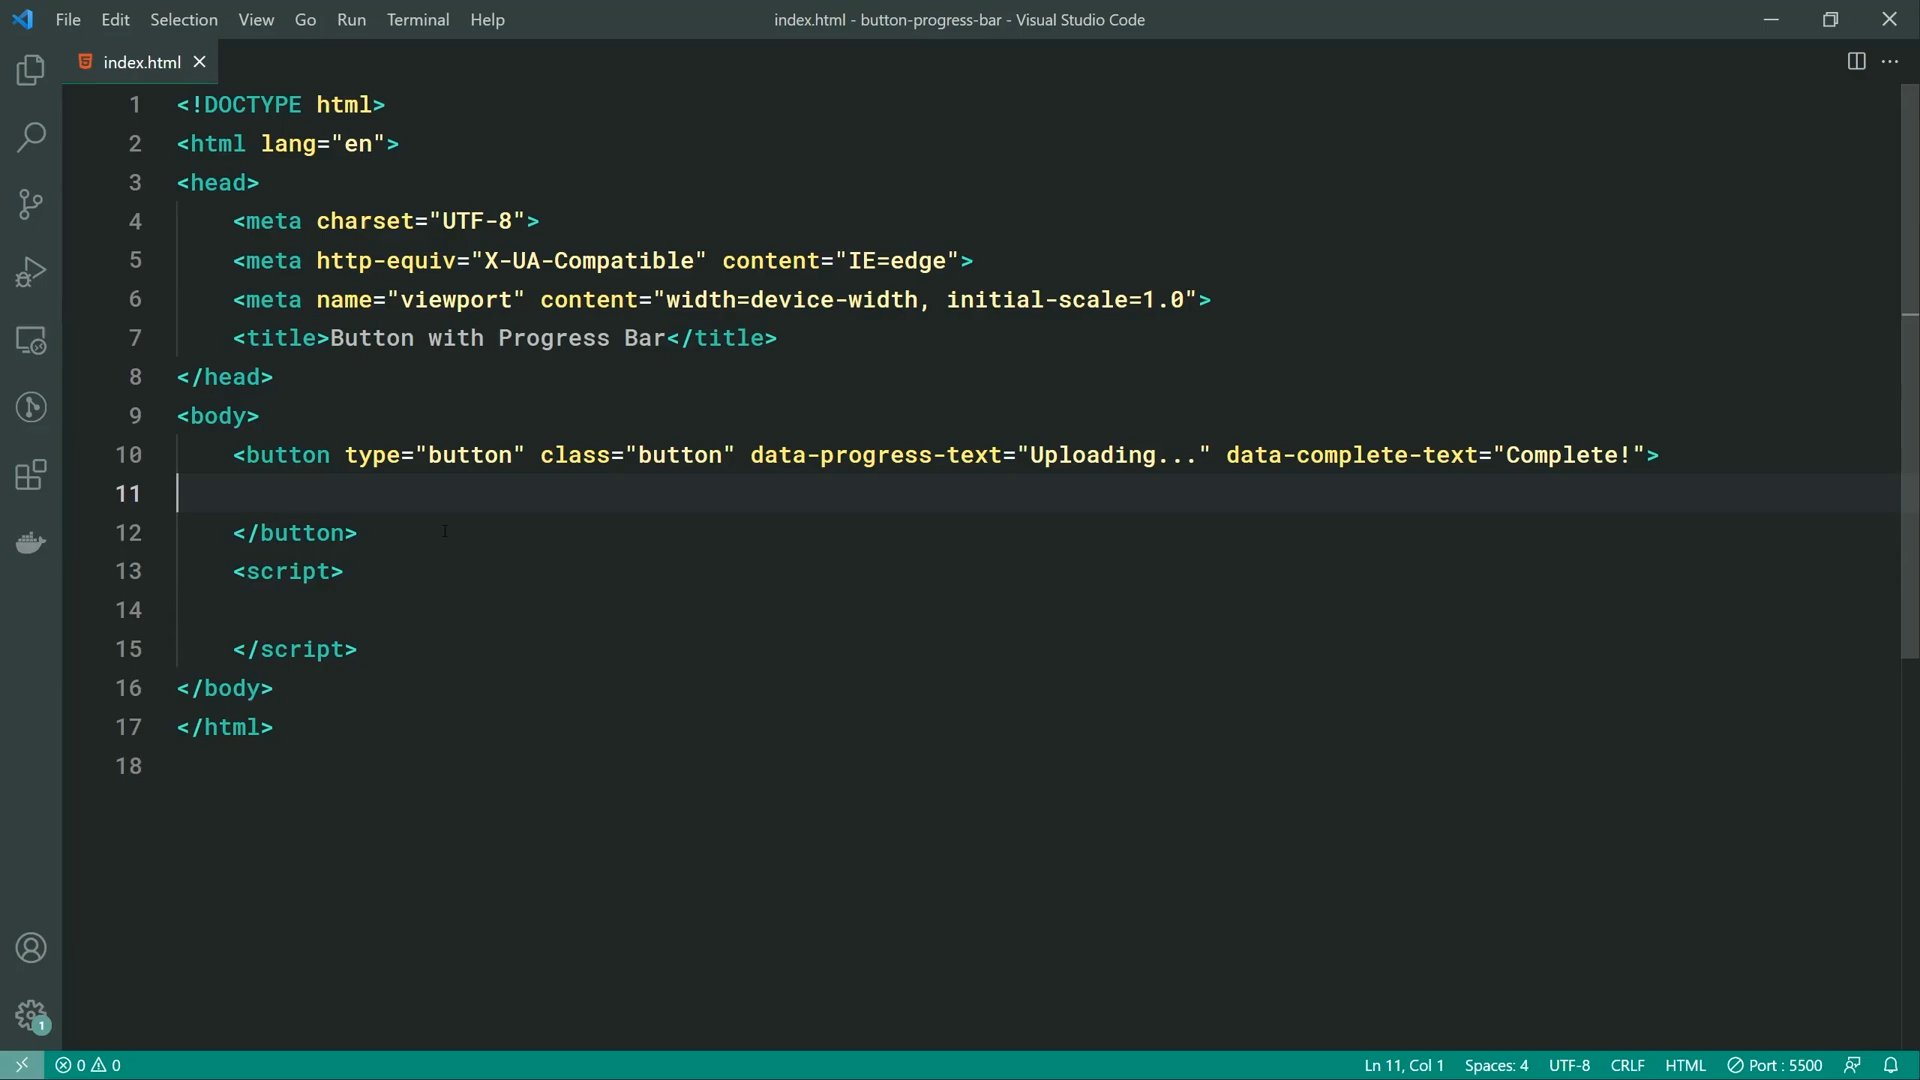 File Edit Selection View Go Run Terminal Help
index.html - button-progress-bar - Visual Studio Code
index.html
1 <!DOCTYPE html>
2 <html lang="en">
3 <head>
4     <meta charset="UTF-8">
5     <meta http-equiv="X-UA-Compatible" content="IE=edge">
6     <meta name="viewport" content="width=device-width, initial-scale=1.0">
7     <title>Button with Progress Bar</title>
8 </head>
9 <body>
10     <button type="button" class="button" data-progress-text="Uploading..." data-complete-text="Complete!">
11
12     </button>
13     <script>
14
15     </script>
16 </body>
17 </html>
18
1
0 0
Ln 11, Col 1 Spaces: 4 UTF-8 CRLF HTML Port : 5500